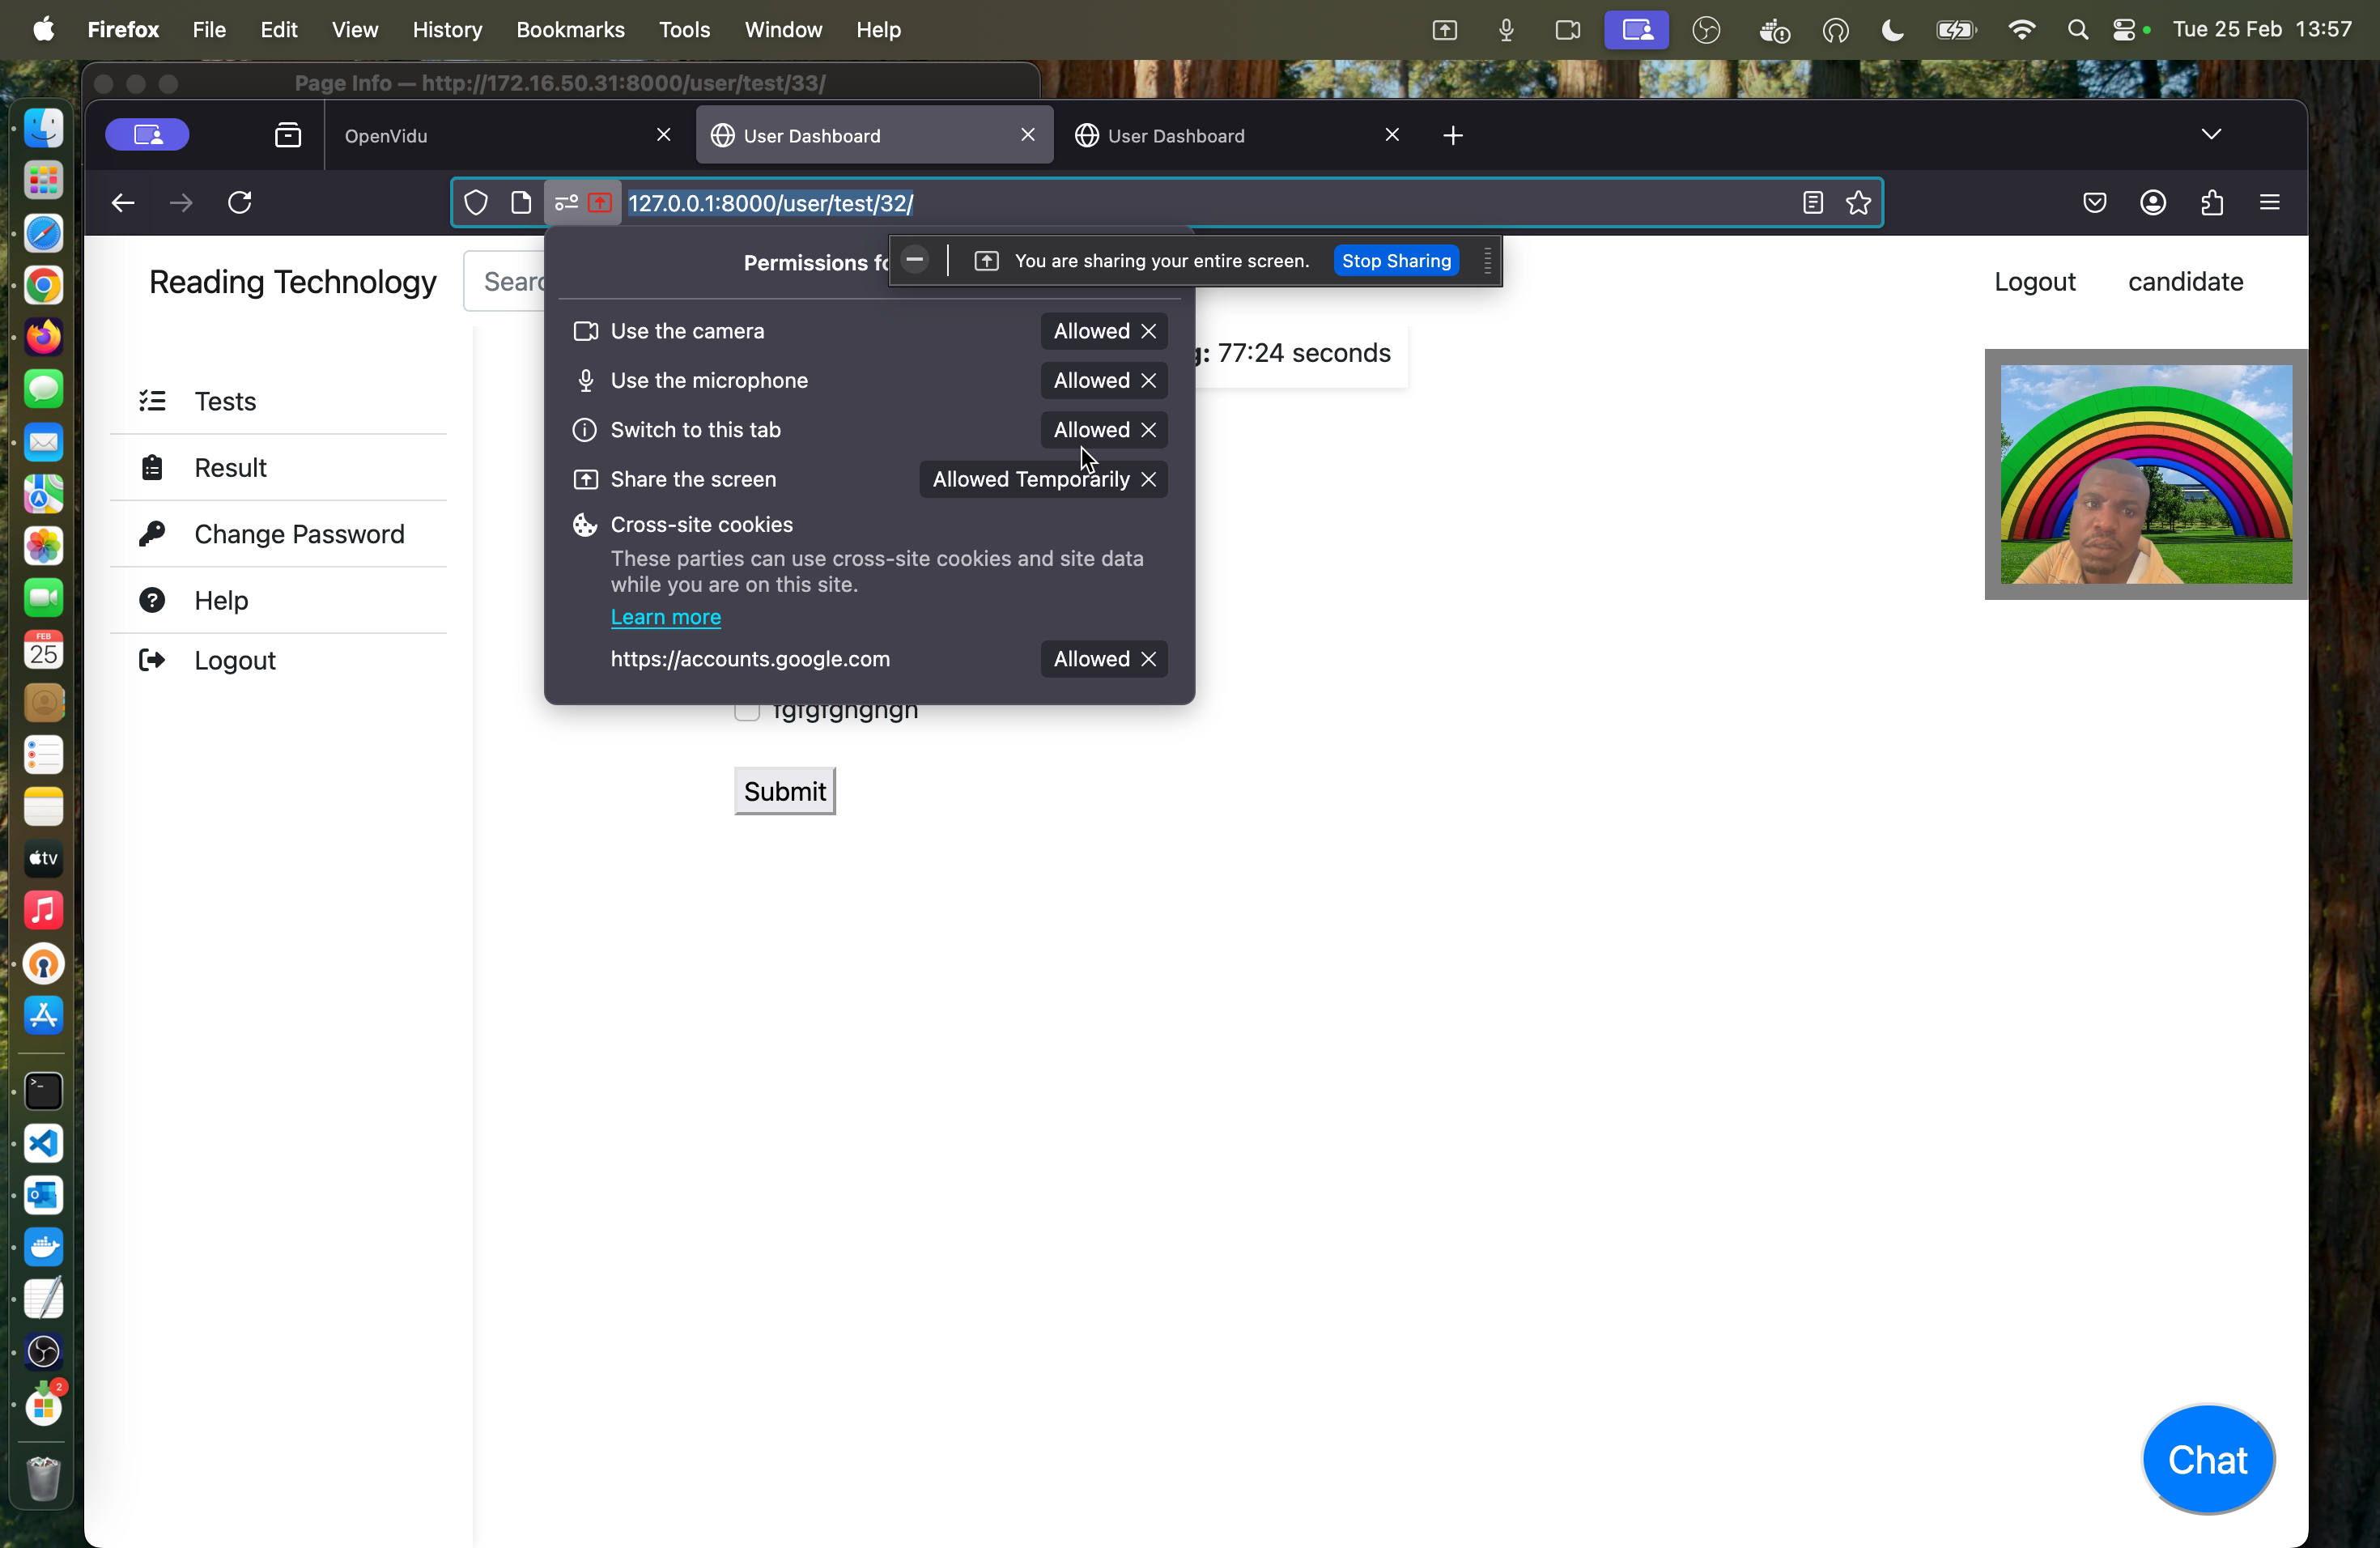 Firefox File Edit View History Bookmarks Tools Window Help Tue 25 Feb 13:57
Page Info — http://172.16.50.31:8000/user/test/33/
OpenVidu User Dashboard User Dashboard
127.0.0.1:8000/user/test/32/
Reading Technology
Searc
Permissions fo
You are sharing your entire screen. Stop Sharing
Logout candidate
Use the camera Allowed
g: 77:24 seconds
Use the microphone Allowed
Tests
Switch to this tab Allowed
Result
Share the screen Allowed Temporarily
Change Password
Cross-site cookies
These parties can use cross-site cookies and site data
while you are on this site.
Help
Learn more
Logout
https://accounts.google.com Allowed
Submit
FEB
25
tv
2
Chat